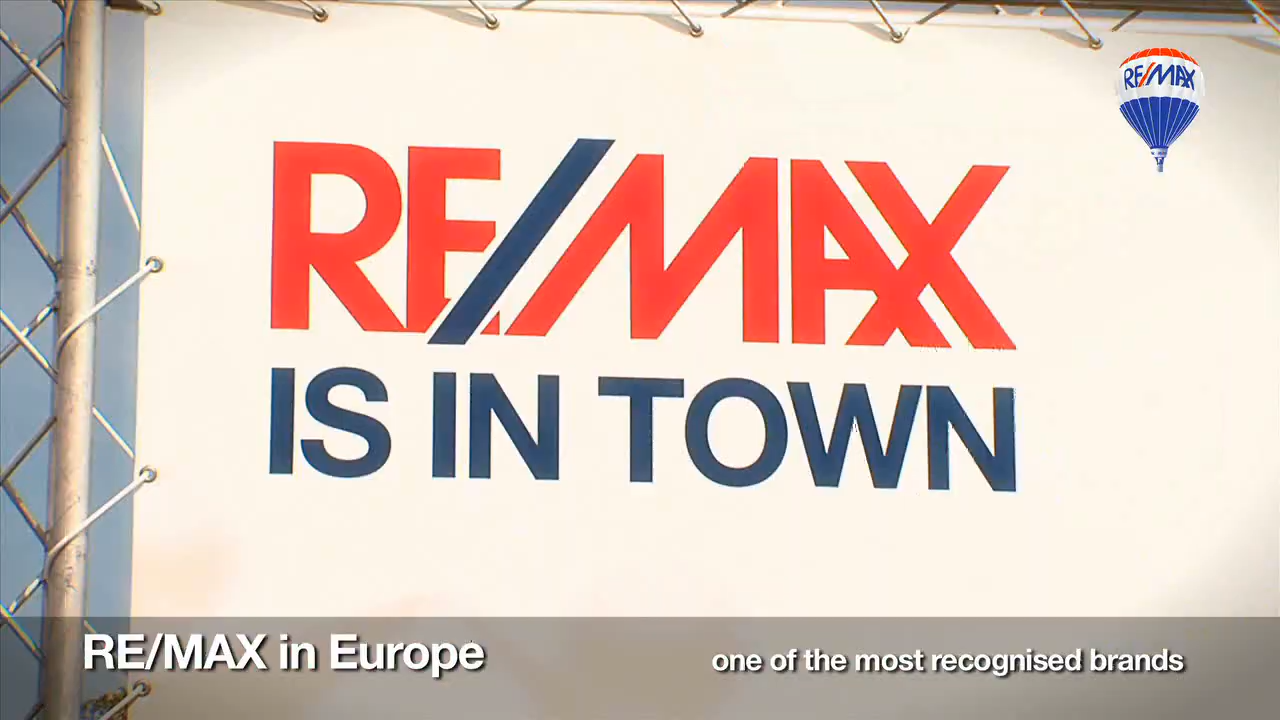 RE/MAX
RE/MAX
IS IN TOWN
RE/MAX in Europe
one of the most recognised brands